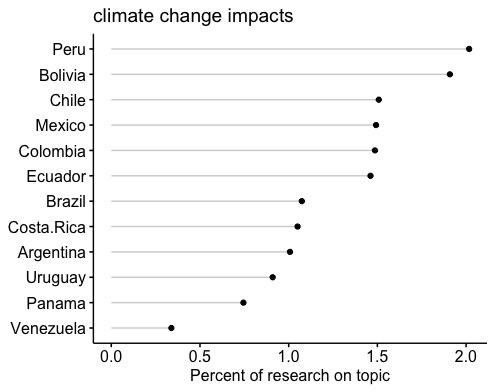 climate change impacts
Peru
Bolivia
Chile
Mexico
Colombia
Ecuador
Brazil
Costa.Rica
Argentina
Uruguay
Panama
Venezuela
0.0 0.5 1.0 1.5 2.0
Percent of research on topic